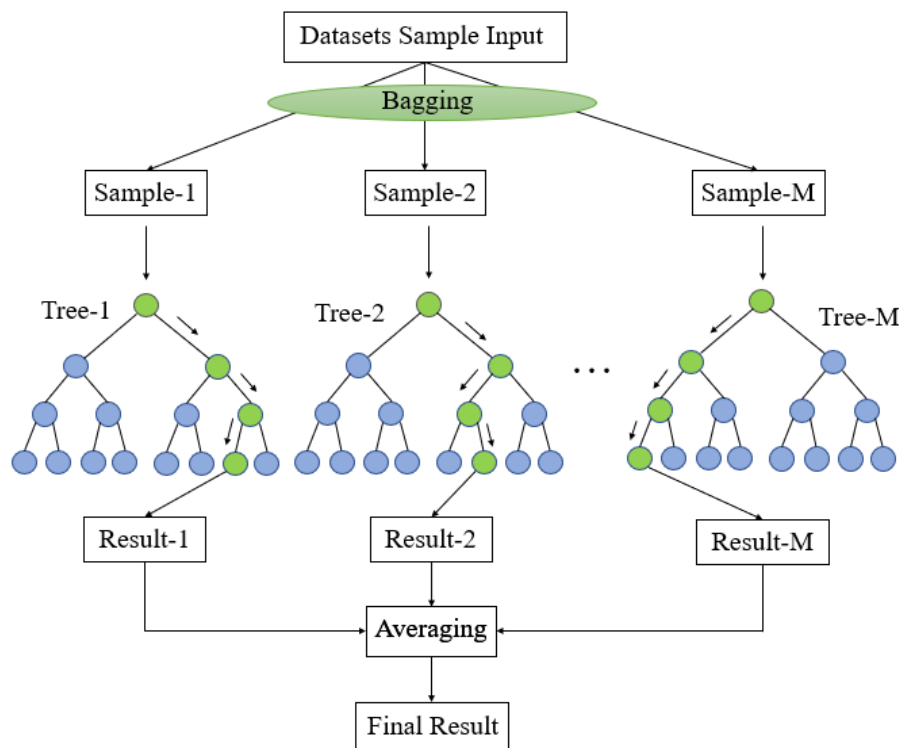 Datasets Sample Input
Bagging
Sample-1
Sample-2
Sample-M
Tree-1
Tree-2
Tree-M
...
Result-1
Result-2
Result-M
Averaging
Final Result